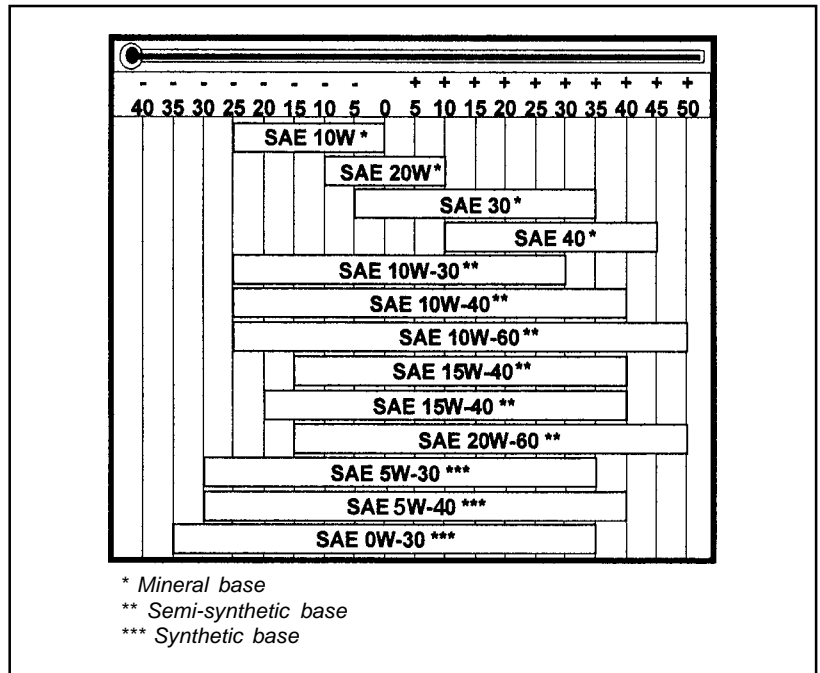 - - - - - - - - + + + + + + + + + +
40 35 30 25 20 15 10 5 0 5 10 15 20 25 30 35 40 45 50
SAE 10W *
SAE 20W*
SAE 30*
SAE 40*
SAE 10W-30**
SAE 10W-40**
SAE 10W-60**
SAE 15W-40**
SAE 15W-40 **
SAE 20W-60 **
SAE 5W-30 ***
SAE 5W-40 ***
SAE 0W-30 ***
* Mineral base
** Semi-synthetic base
*** Synthetic base